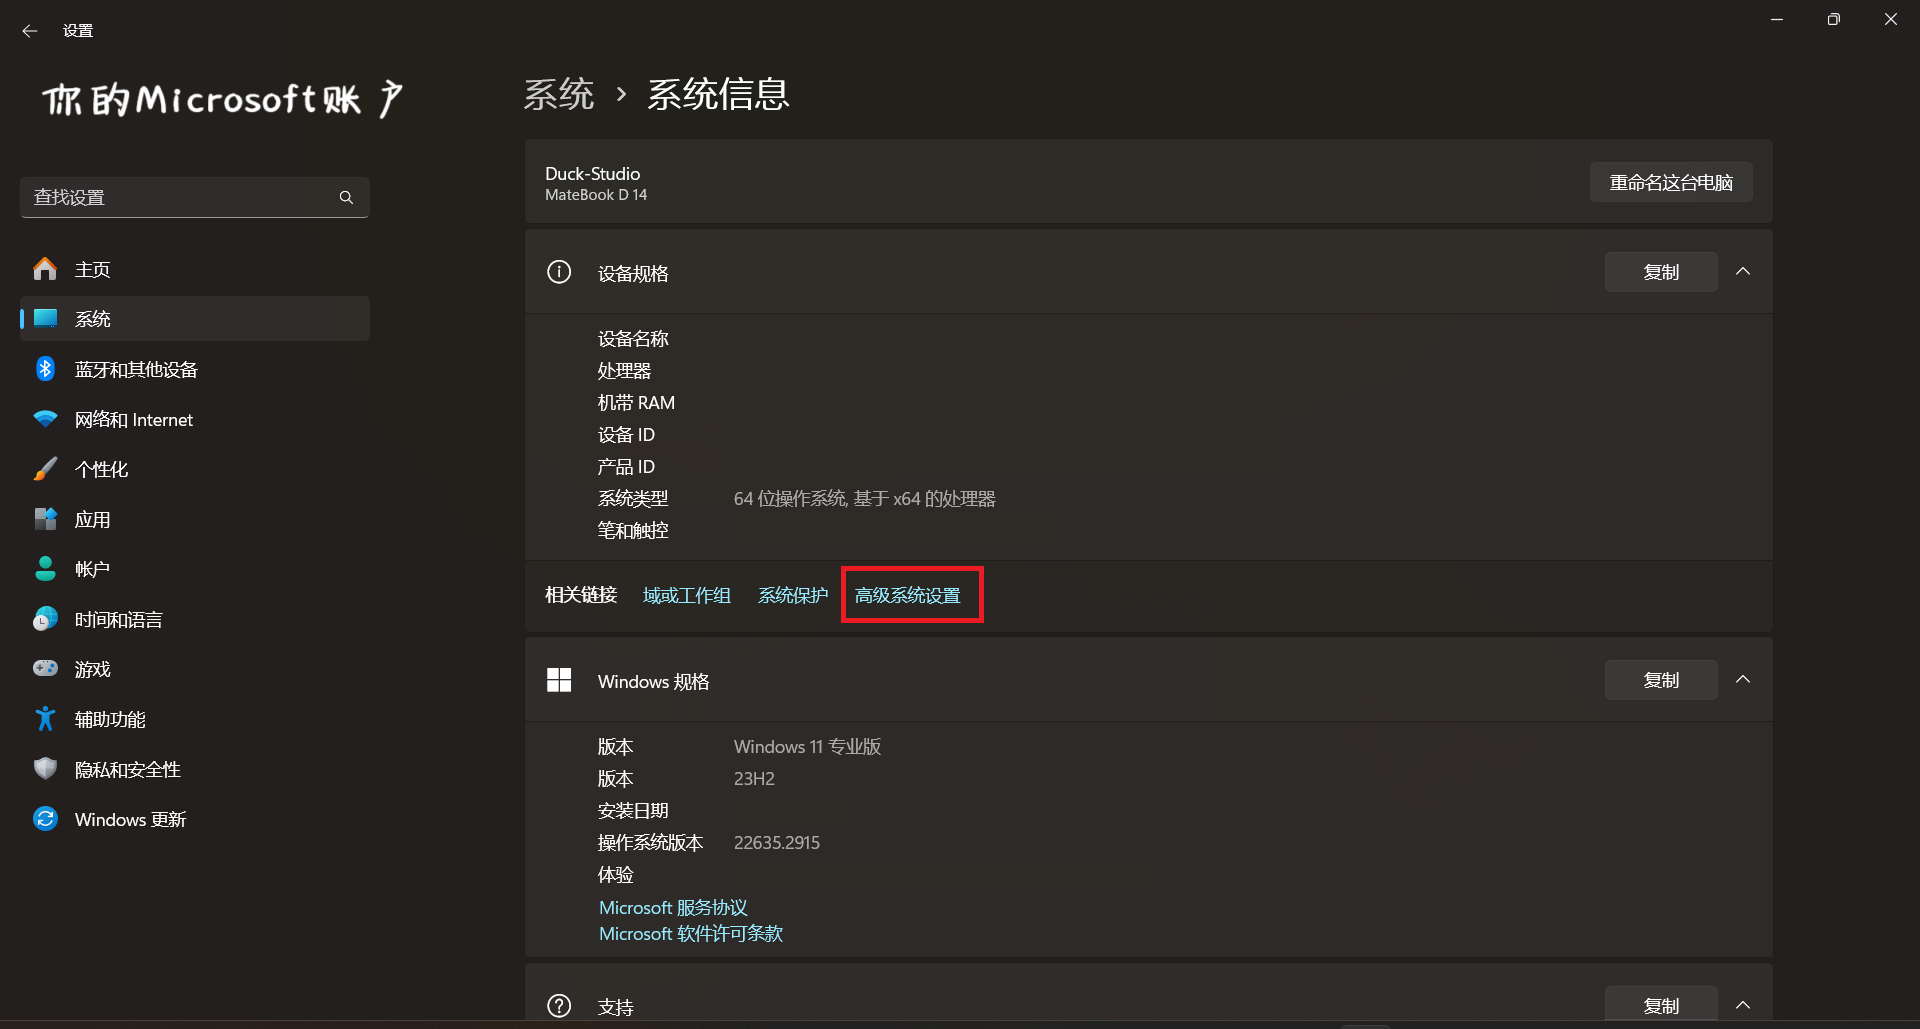 设置
你的Microsoft账户
查找设置
主页
系统
蓝牙和其他设备
网络和 Internet
个性化
应用
帐户
时间和语言
游戏
辅助功能
隐私和安全性
Windows 更新
系统 › 系统信息
Duck-Studio
MateBook D 14
重命名这台电脑
设备规格
复制
设备名称
处理器
机带 RAM
设备 ID
产品 ID
系统类型 64 位操作系统, 基于 x64 的处理器
笔和触控
相关链接 域或工作组 系统保护 高级系统设置
Windows 规格
复制
版本 Windows 11 专业版
版本 23H2
安装日期
操作系统版本 22635.2915
体验
Microsoft 服务协议
Microsoft 软件许可条款
支持
复制